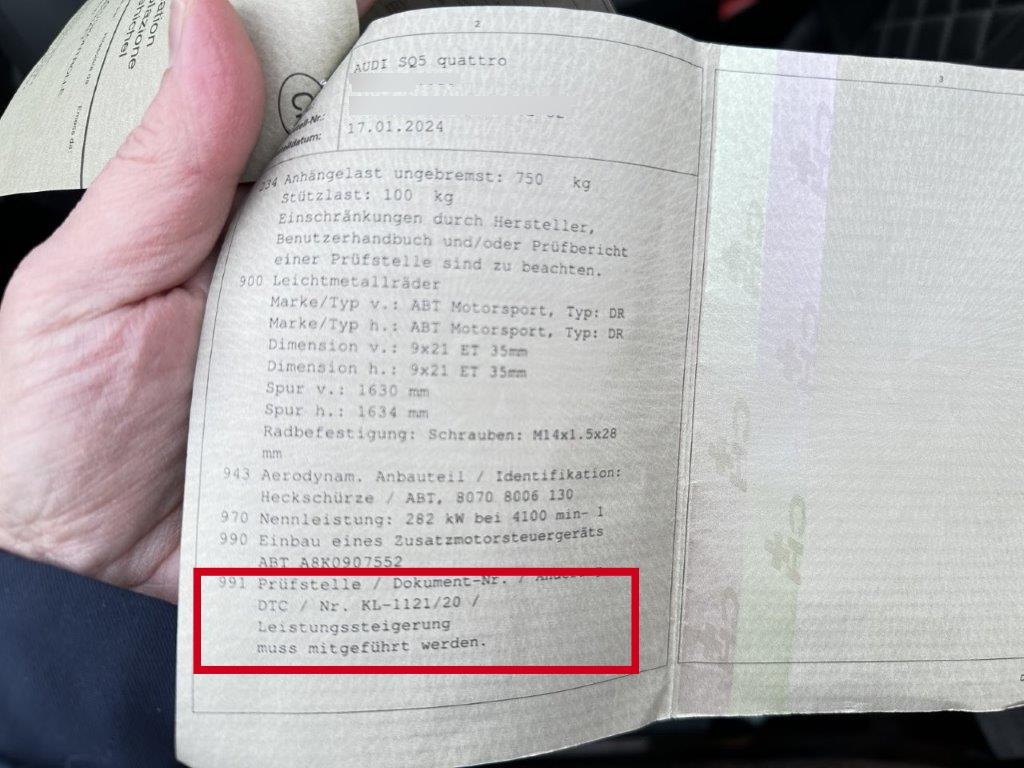 2
AUDI SQ5 quattro
17.01.2024
3
234 Anhängelast ungebremst: 750 kg
Stützlast: 100 kg
Einschränkungen durch Hersteller,
Benutzerhandbuch und/oder Prüfbericht
einer Prüfstelle sind zu beachten.
900 Leichtmetallräder
Marke/Typ v.: ABT Motorsport, Typ: DR
Marke/Typ h.: ABT Motorsport, Typ: DR
Dimension v.: 9x21 ET 35mm
Dimension h.: 9x21 ET 35mm
Spur v.: 1630 mm
Spur h.: 1634 mm
Radbefestigung: Schrauben: M14x1.5x28
mm
943 Aerodynam. Anbauteil / Identifikation:
Heckschürze / ABT, 8070 8006 130
970 Nennleistung: 282 kW bei 4100 min- 1
990 Einbau eines Zusatzmotorsteuergeräts
ABT A8K0907552
991 Prüfstelle / Dokument-Nr. /
DTC / Nr. KL-1121/20 /
Leistungssteigerung
muss mitgeführt werden.